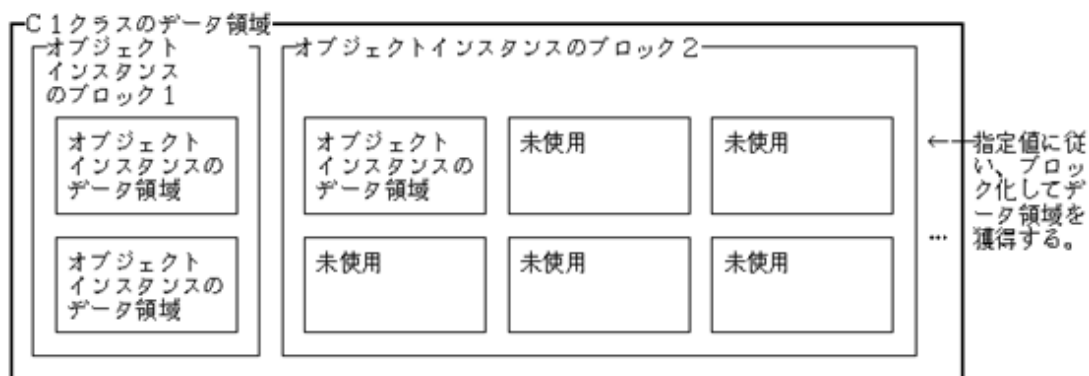 C1クラスのデータ領域
オブジェクト
インスタンス
のブロック1
オブジェクトインスタンスのブロック2
オブジェクト
インスタンスの
データ領域
オブジェクト
インスタンスの
データ領域
未使用
未使用
←
指定値に従
い、ブロッ
ク化してデ
ータ領域を
獲得する。
オブジェクト
インスタンスの
データ領域
未使用
未使用
未使用
…